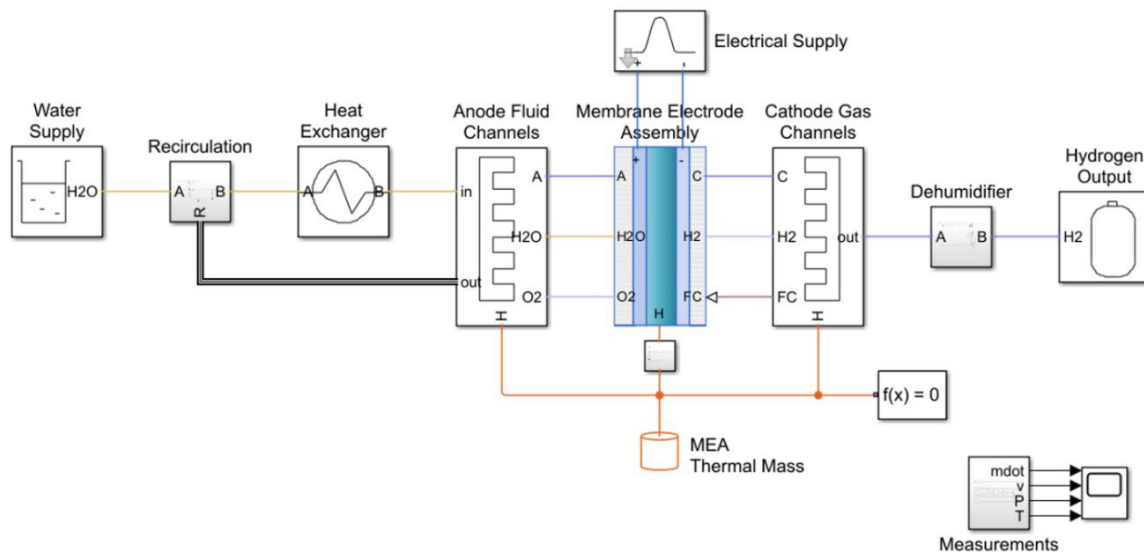 Electrical Supply
+
-
Water
Supply
H2O
Recirculation
A
B
R
Heat
Exchanger
A
B
Anode Fluid
Channels
in
out
A
H2O
O2
H
Membrane Electrode
Assembly
+
-
A
H2O
O2
C
H2
FC
H
Cathode Gas
Channels
C
H2
FC
out
H
Dehumidifier
A
B
Hydrogen
Output
H2
f(x) = 0
MEA
Thermal Mass
mdot
v
P
T
Measurements